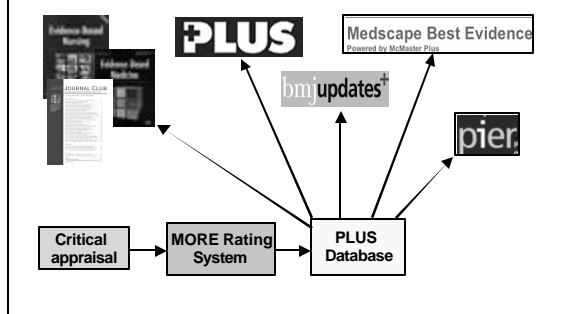 Evidence-Based
Nursing
Evidence-Based
Medicine
JOURNAL CLUB
PLUS
Medscape Best Evidence
Powered by McMaster Plus
bmjupdates+
pier.
Critical
appraisal
MORE Rating
System
PLUS
Database